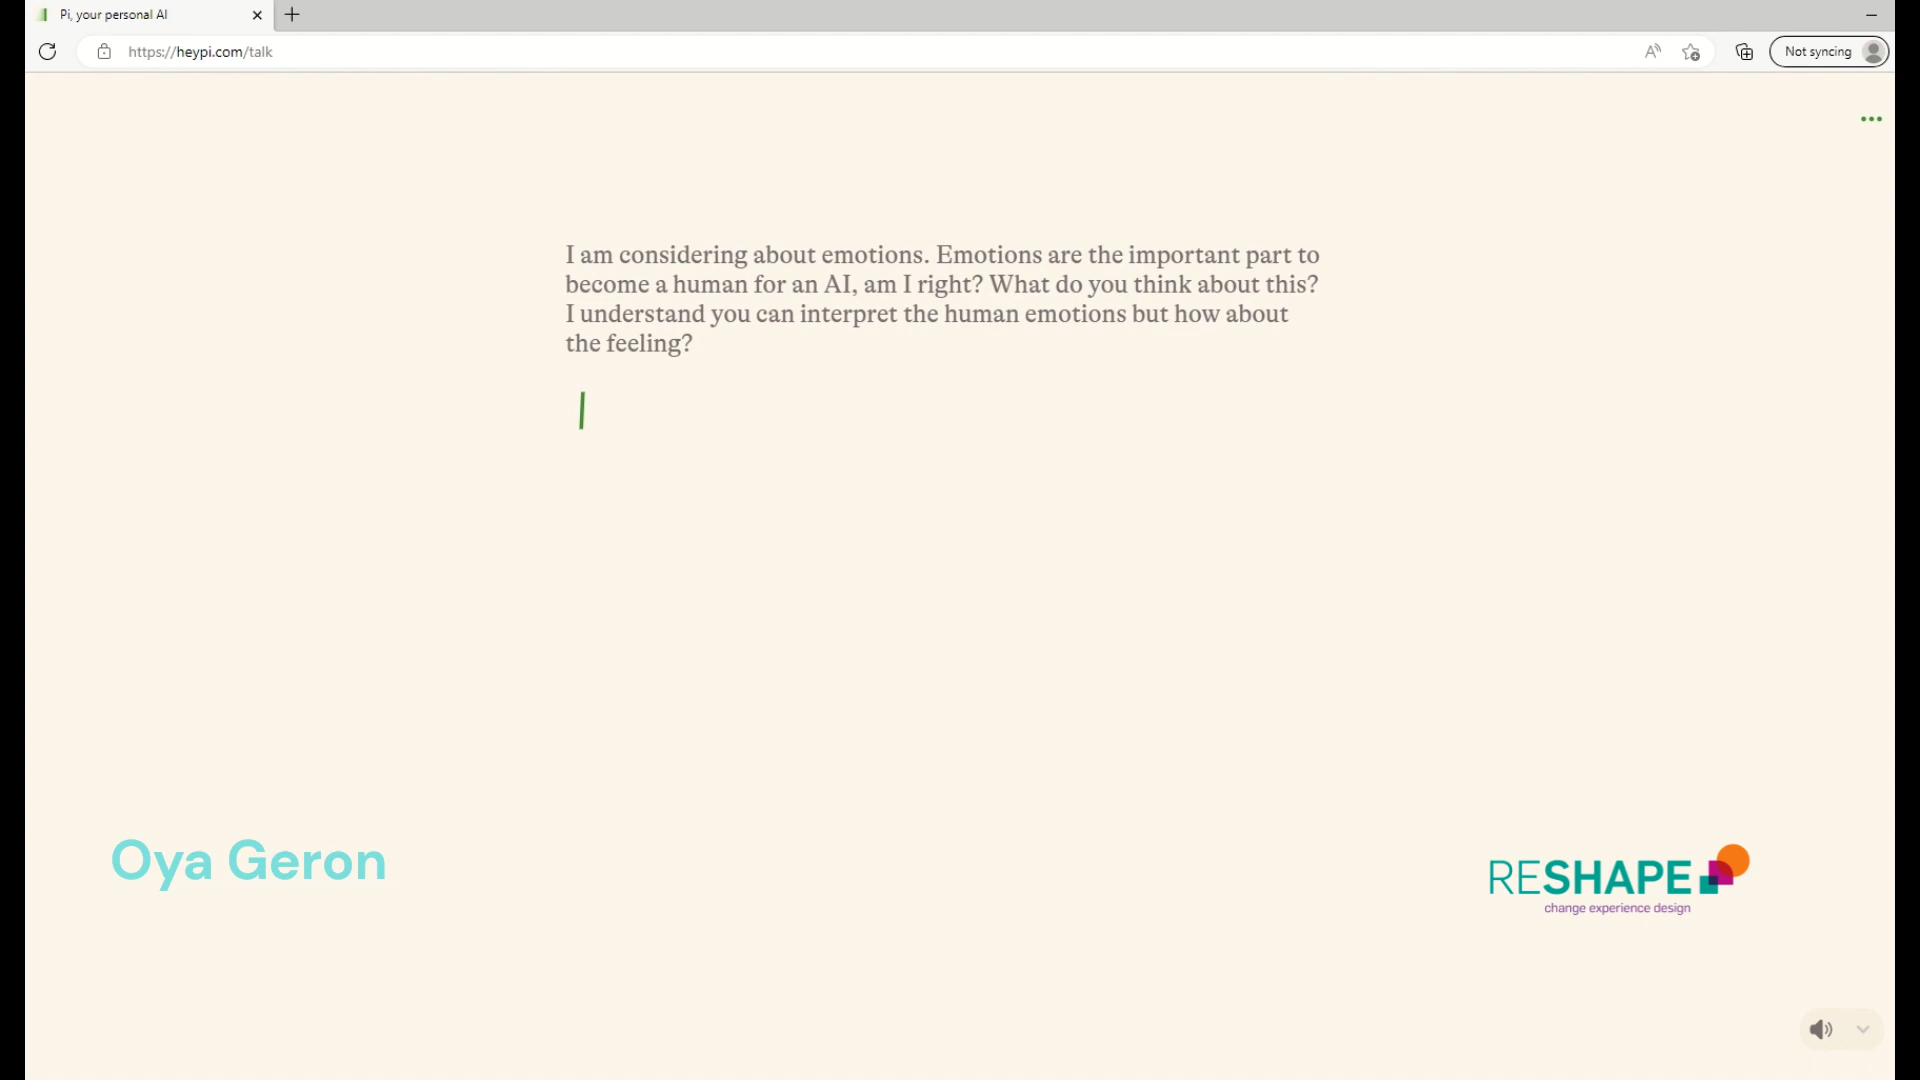 Pi, your personal AI
https://heypi.com/talk
Not syncing
I am considering about emotions. Emotions are the important part to
become a human for an AI, am I right? What do you think about this?
I understand you can interpret the human emotions but how about
the feeling?
Oya Geron
RESHAPE
change experience design